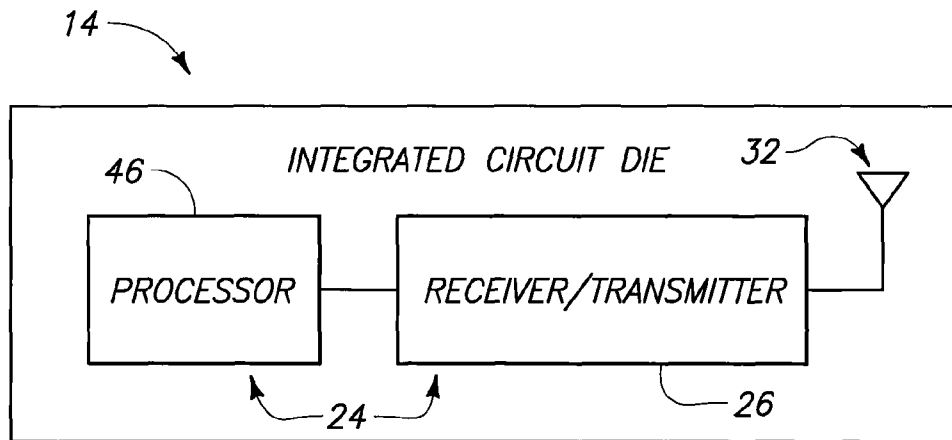 14
INTEGRATED CIRCUIT DIE
32
46
PROCESSOR
RECEIVER/TRANSMITTER
24
26